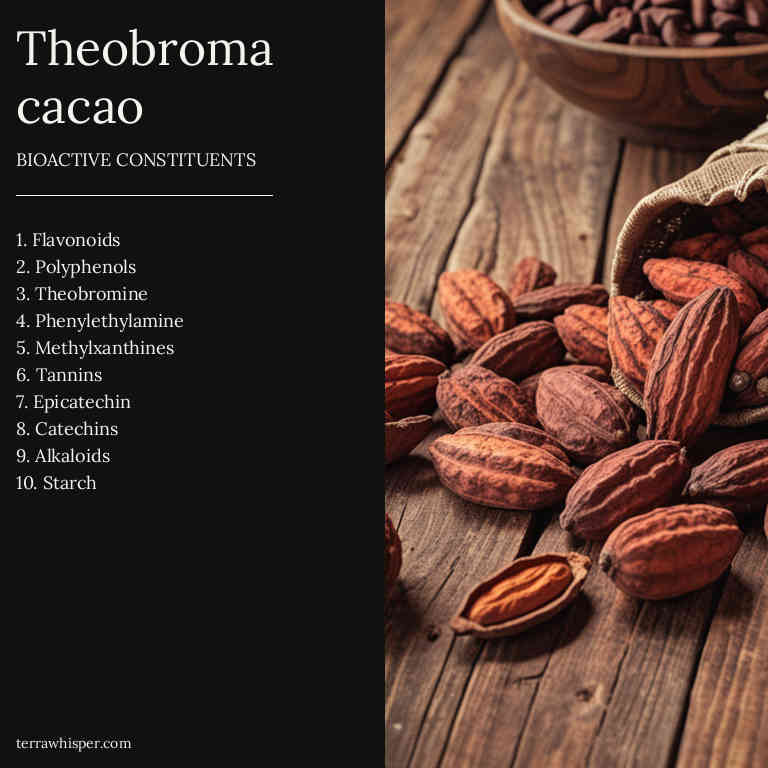 Theobroma
cacao
BIOACTIVE CONSTITUENTS
1. Flavonoids
2. Polyphenols
3. Theobromine
4. Phenylethylamine
5. Methylxanthines
6. Tannins
7. Epicatechin
8. Catechins
9. Alkaloids
10. Starch
terrawhisper.com